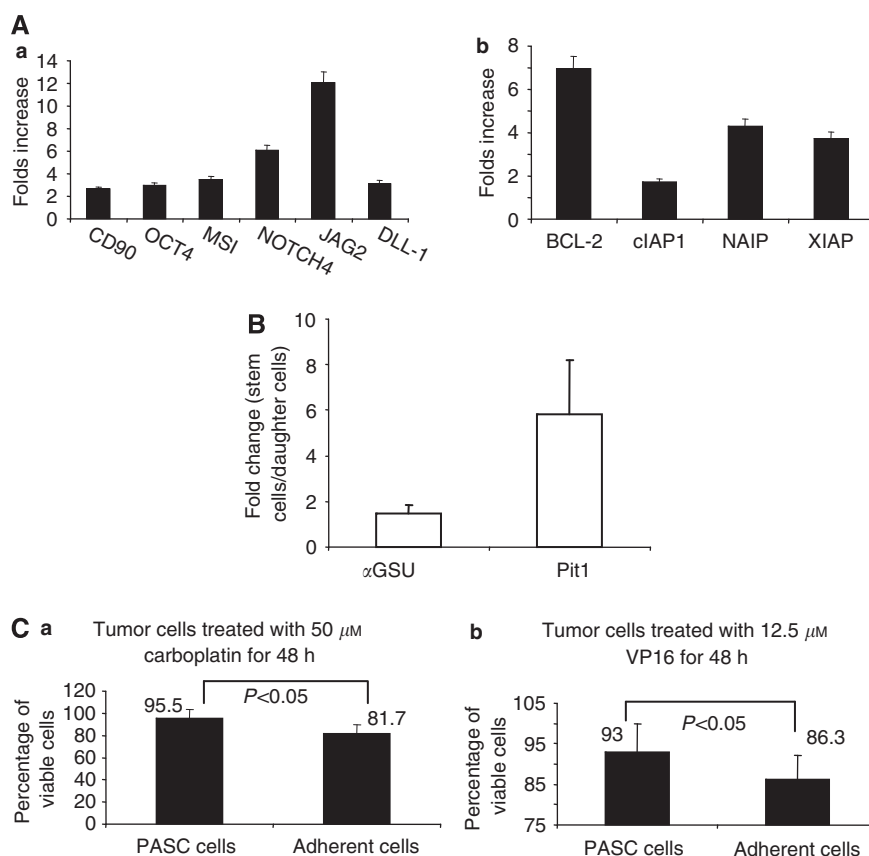 A
a
14
12
10
8
6
4
2
0
Folds increase
CD90
OCT4
MSI
NOTCH4
JAG2
DLL-1
b
8
6
4
2
0
Folds increase
BCL-2
cIAP1
NAIP
XIAP
B
10
8
6
4
2
0
Fold change (stem
cells/daughter cells)
αGSU
Pit1
C a
Tumor cells treated with 50 μM
carboplatin for 48 h
120
100
80
60
40
20
0
Percentage of
viable cells
95.5
P<0.05
81.7
PASC cells
Adherent cells
b
Tumor cells treated with 12.5 μM
VP16 for 48 h
105
95
85
75
Percentage of
viable cells
93
P<0.05
86.3
PASC cells
Adherent cells